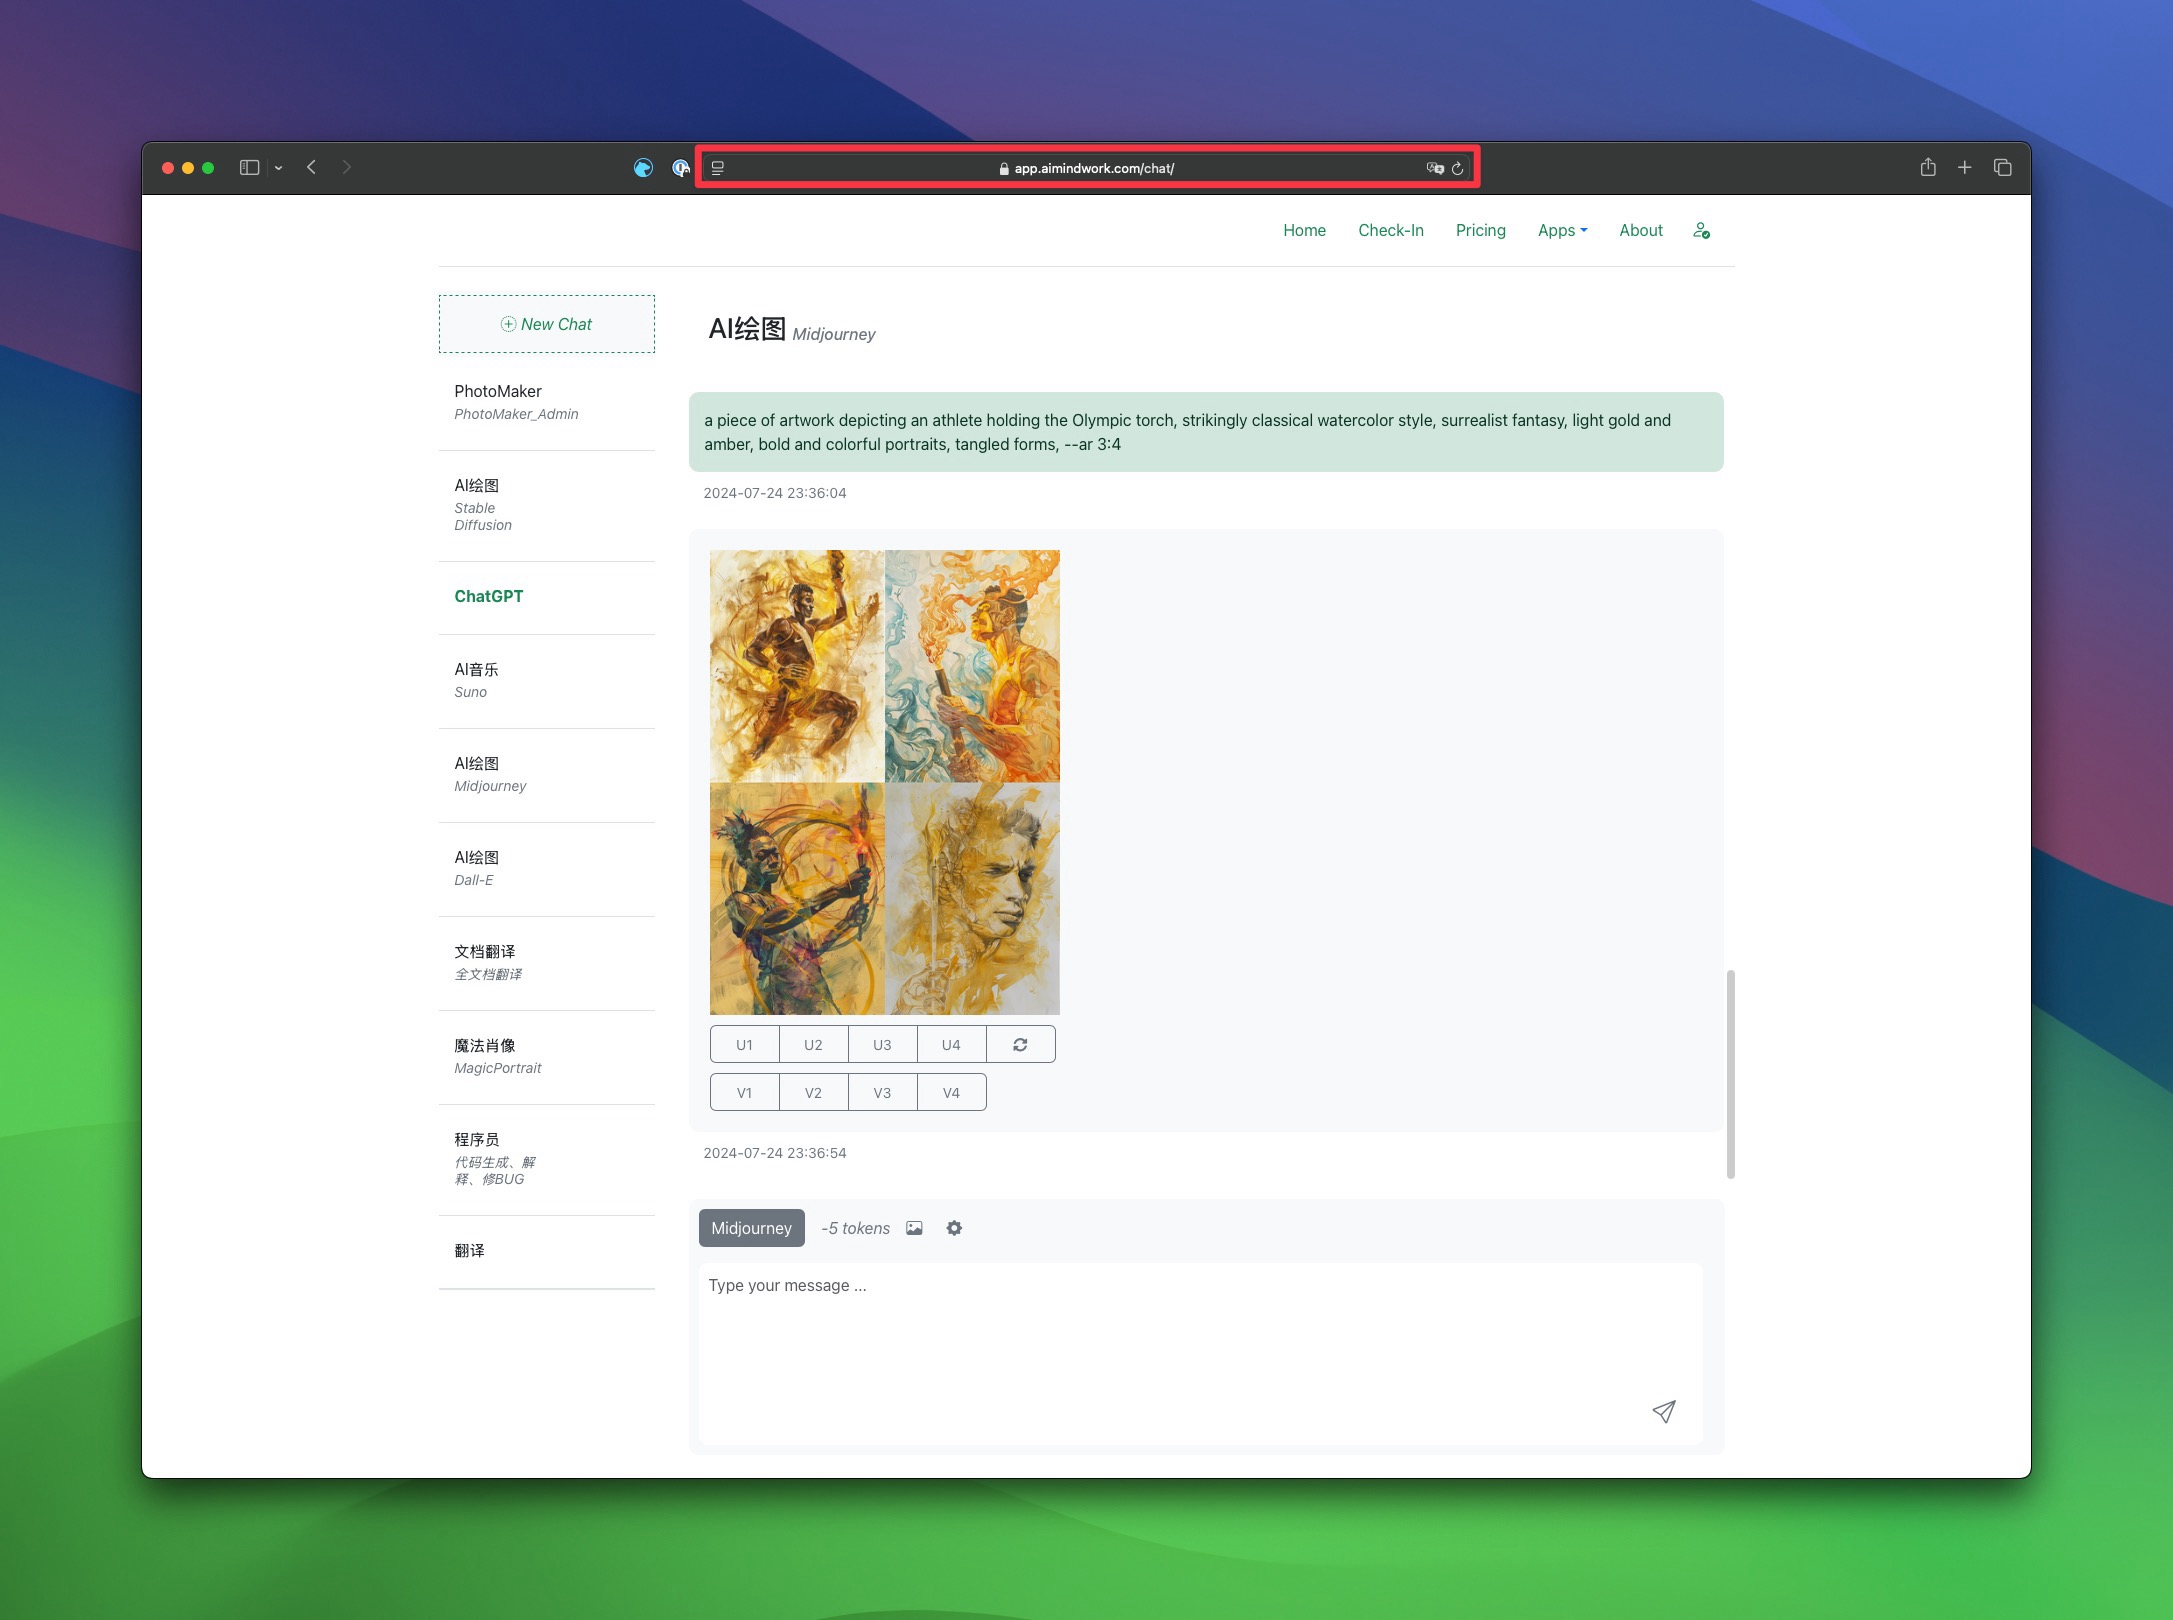 app.aimindwork.com/chat/
Home Check-In Pricing Apps About
New Chat
PhotoMaker
PhotoMaker_Admin
AI绘图
Stable
Diffusion
ChatGPT
AI音乐
Suno
AI绘图
Midjourney
AI绘图
Dall-E
文档翻译
全文档翻译
魔法肖像
MagicPortrait
程序员
代码生成、解
释、修BUG
翻译
AI绘图 Midjourney
a piece of artwork depicting an athlete holding the Olympic torch, strikingly classical watercolor style, surrealist fantasy, light gold and
amber, bold and colorful portraits, tangled forms, --ar 3:4
2024-07-24 23:36:04
U1 U2 U3 U4
V1 V2 V3 V4
2024-07-24 23:36:54
Midjourney -5 tokens
Type your message ...